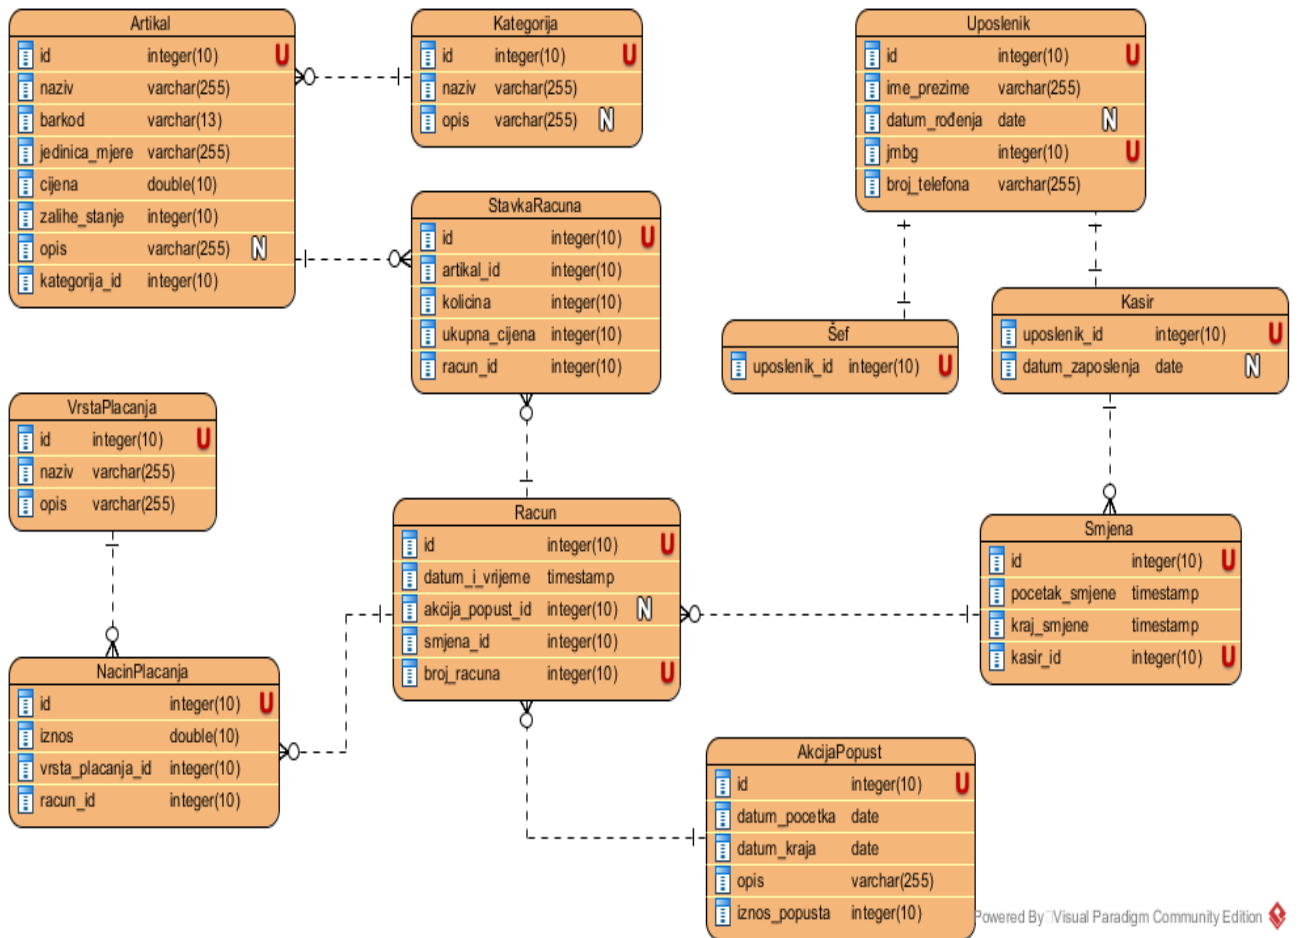 Artikal
id integer(10) U
naziv varchar(255)
barkod varchar(13)
jedinica_mjere varchar(255)
cijena double(10)
zalihe_stanje integer(10)
opis varchar(255) N
kategorija_id integer(10)
Kategorija
id integer(10) U
naziv varchar(255)
opis varchar(255) N
Uposlenik
id integer(10) U
ime_prezime varchar(255)
datum_rođenja date N
jmbg integer(10) U
broj_telefona varchar(255)
StavkaRacuna
id integer(10) U
artikal_id integer(10)
kolicina integer(10)
ukupna_cijena integer(10)
racun_id integer(10)
Šef
uposlenik_id integer(10) U
Kasir
uposlenik_id integer(10) U
datum_zaposlenja date N
VrstaPlacanja
id integer(10) U
naziv varchar(255)
opis varchar(255)
Racun
id integer(10) U
datum_i_vrijeme timestamp
akcija_popust_id integer(10) N
smjena_id integer(10)
broj_racuna integer(10) U
Smjena
id integer(10) U
pocetak_smjene timestamp
kraj_smjene timestamp
kasir_id integer(10) U
NacinPlacanja
id integer(10) U
iznos double(10)
vrsta_placanja_id integer(10)
racun_id integer(10)
AkcijaPopust
id integer(10) U
datum_pocetka date
datum_kraja date
opis varchar(255)
iznos_popusta integer(10)
Powered By Visual Paradigm Community Edition